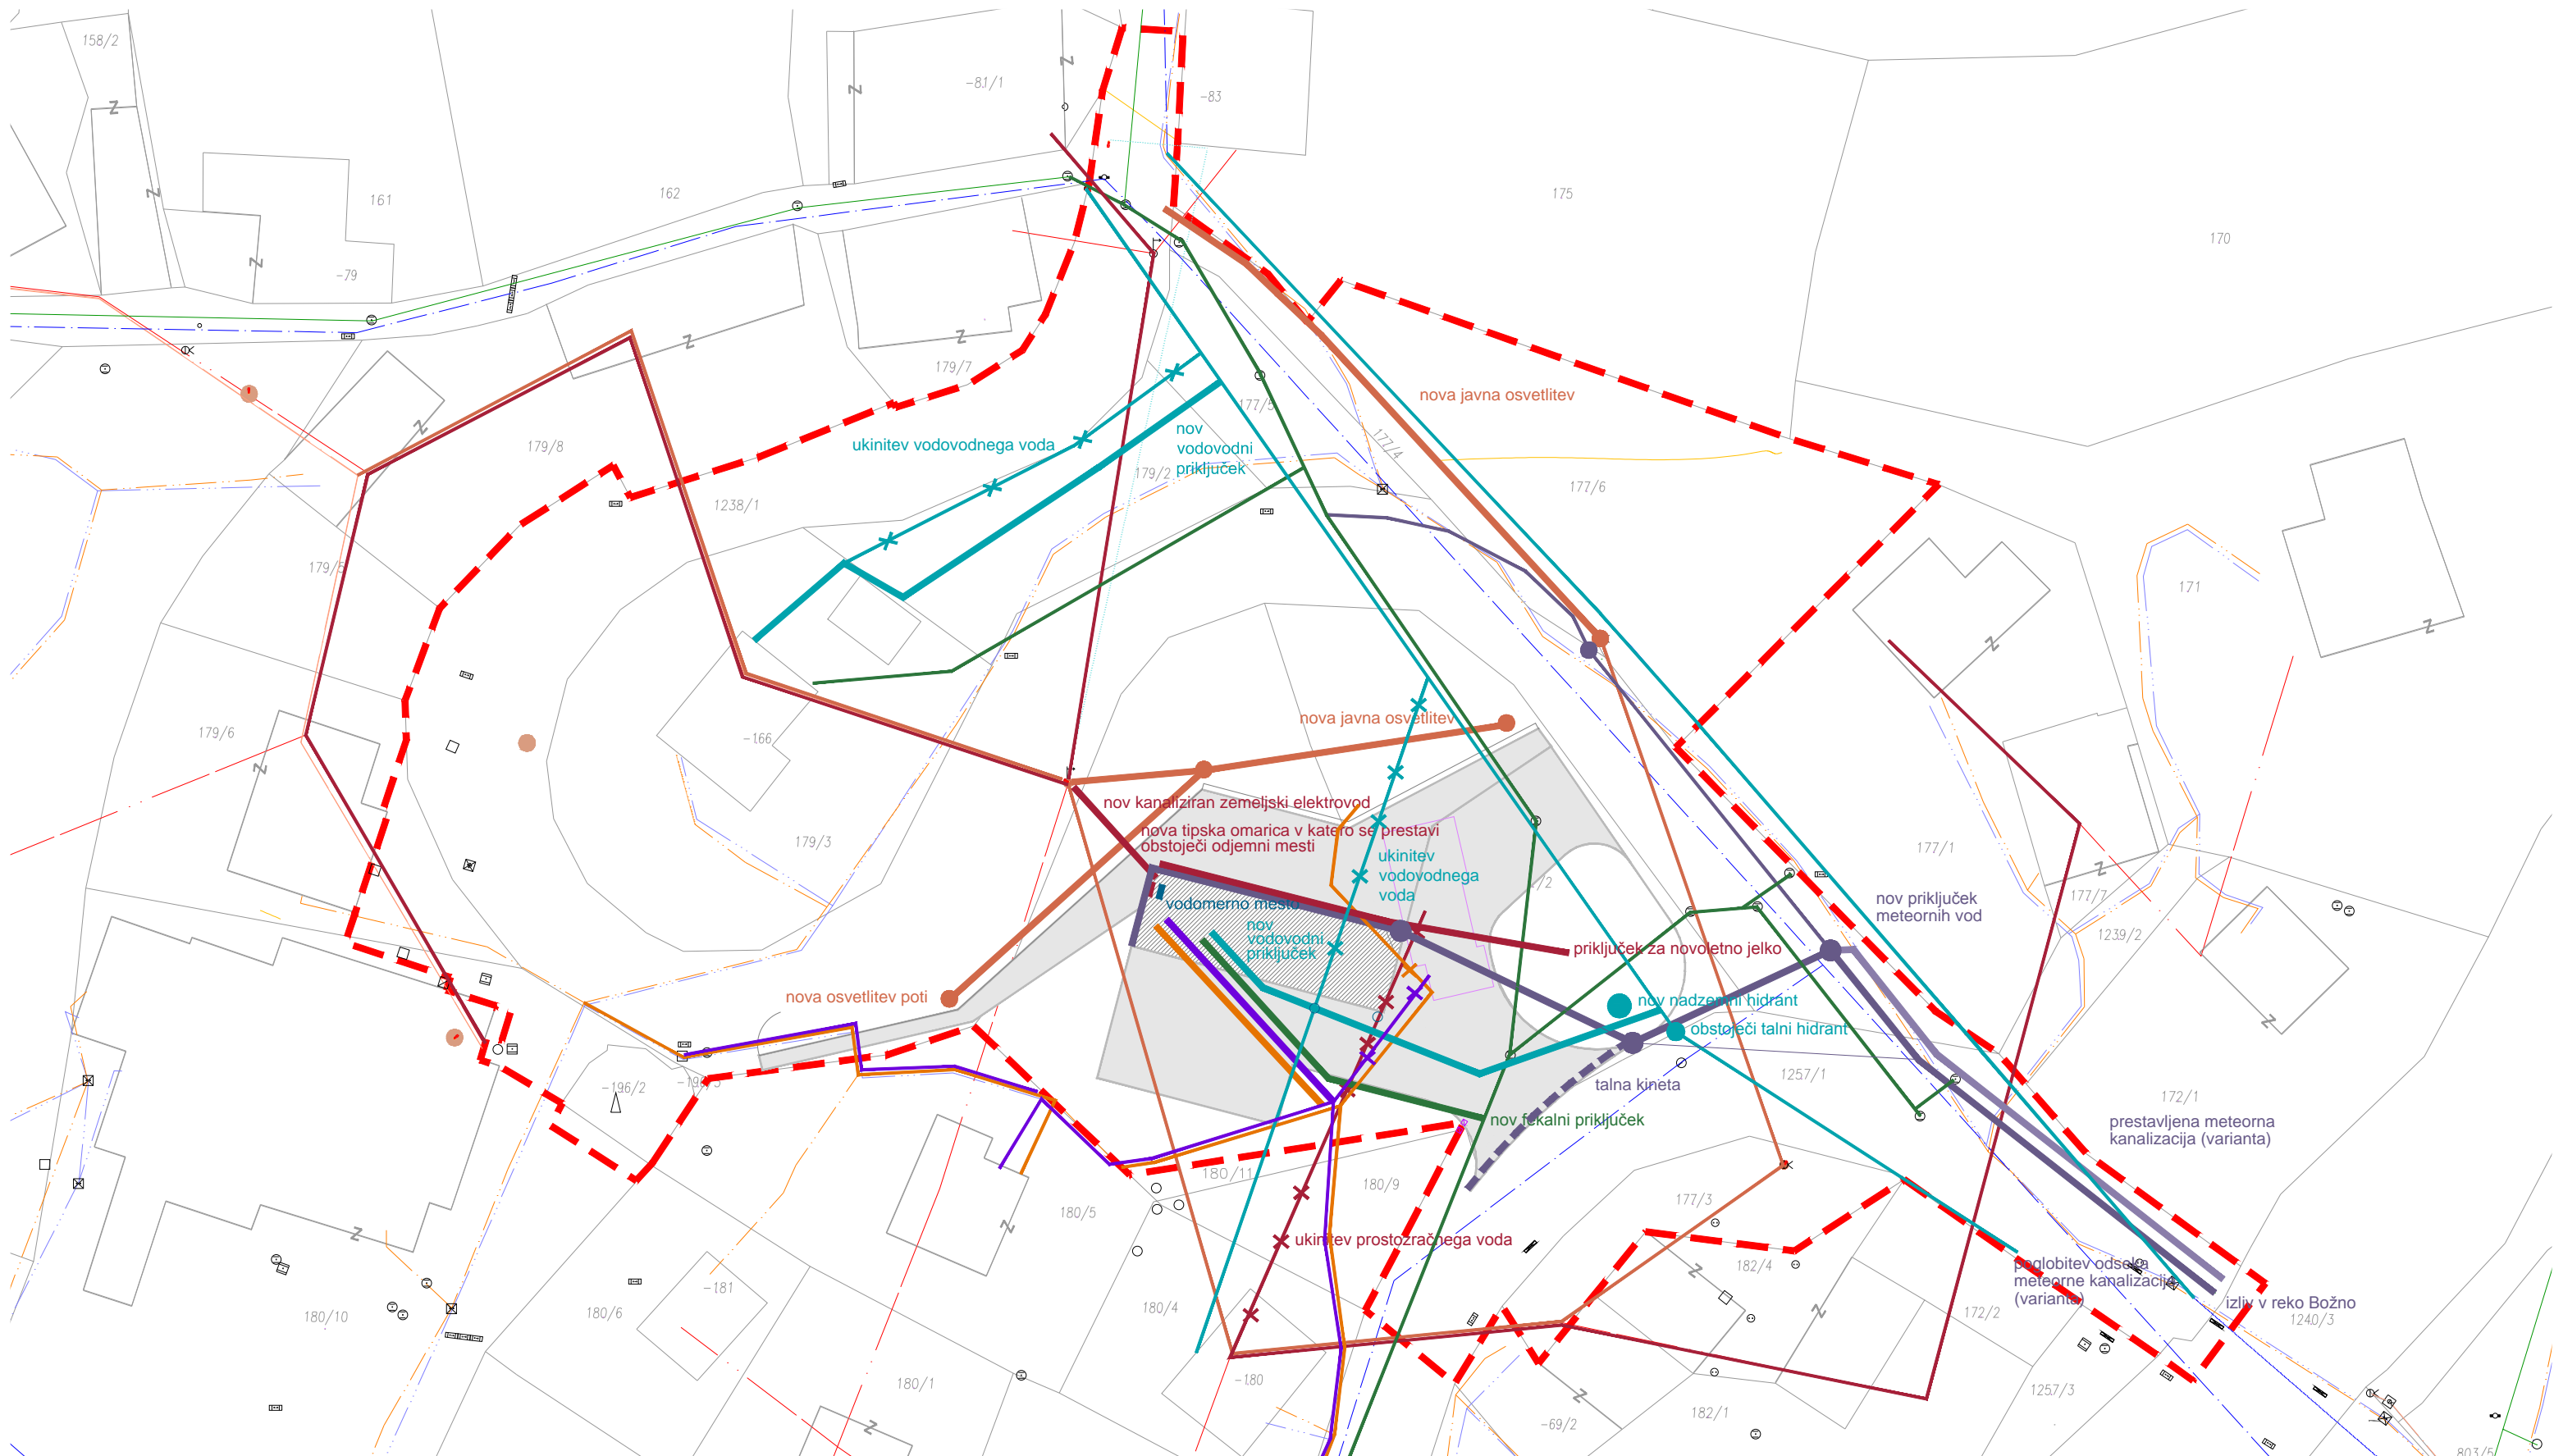 158/2
-81/1
-83
161
162
175
170
-79
179/7
177/5
nova javna osvetlitev
177/4
179/8
ukinitev vodovodnega voda
nov
vodovodni
priključek
179/2
177/6
1238/1
179/5
171
179/6
-166
nova javna osvetlitev
nov kanaliziran zemeljski elektrovod
nova tipska omarica v katero se prestavi
obstoječi odjemni mesti
179/3
ukinitev
vodovodnega
voda
177/1
177/7
vodomerno mesto
nov
vodovodni
priključek
nov priključek
meteornih vod
1239/2
priključek za novoletno jelko
nova osvetlitev poti
nov nadzemni hidrant
obstoječi talni hidrant
-196/2
talna kineta
1257/1
172/1
nov fekalni priključek
prestavljena meteorna
kanalizacija (varianta)
180/11
180/9
177/3
180/5
ukinitev prostozračnega voda
182/4
poglobitev odseka
meteorne kanalizacije
(varianta)
izliv v reko Božno
-181
180/4
180/6
180/10
172/2
1240/3
180/1
-180
1257/3
-69/2
182/1
803/5